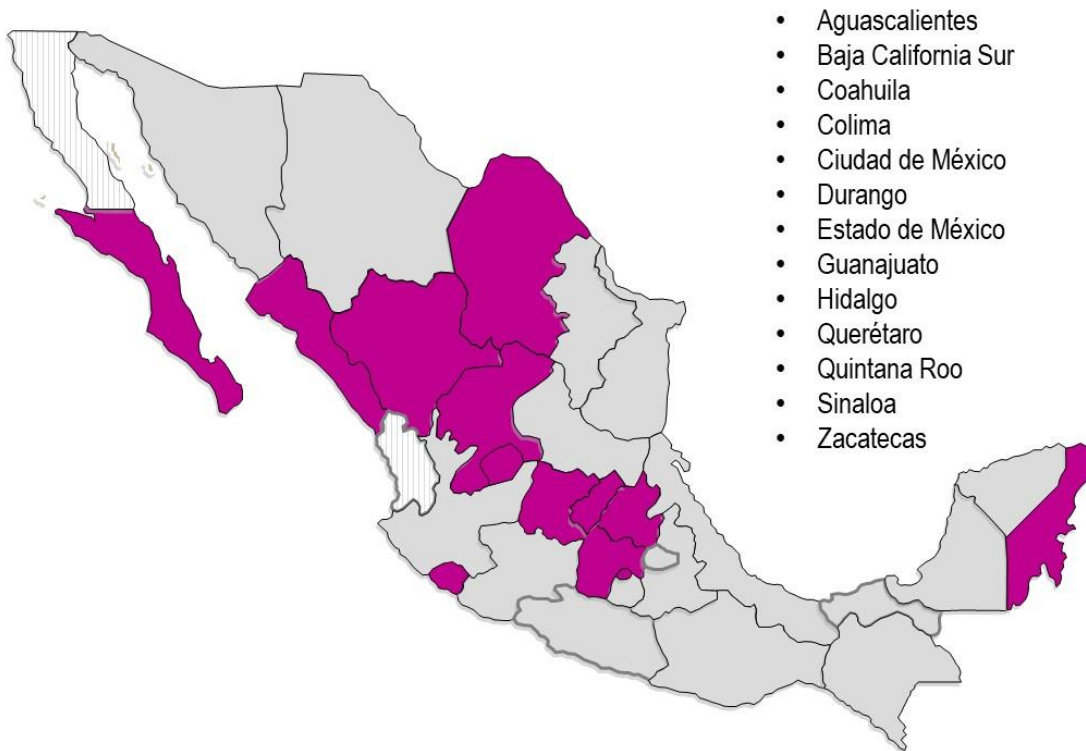 • Aguascalientes
• Baja California Sur
• Coahuila
• Colima
• Ciudad de México
• Durango
• Estado de México
• Guanajuato
• Hidalgo
• Querétaro
• Quintana Roo
• Sinaloa
• Zacatecas